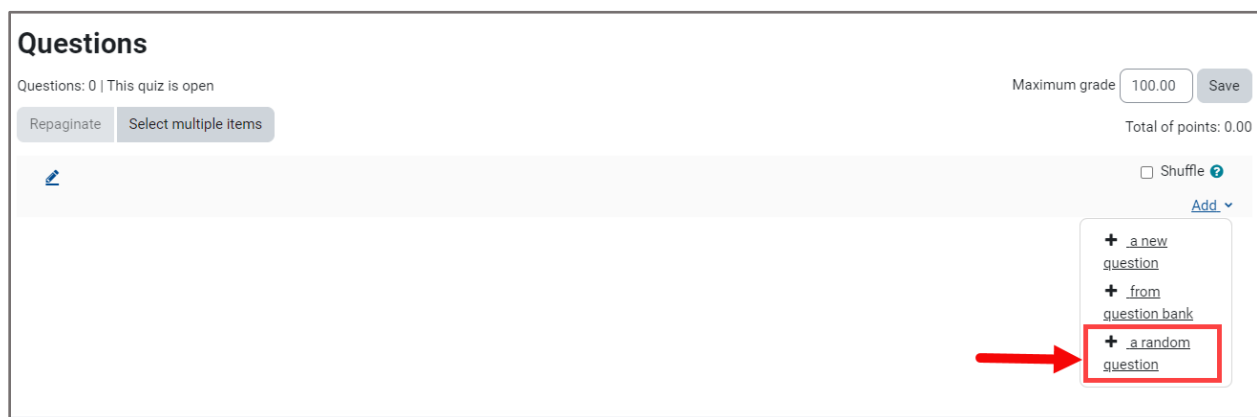 Questions
Questions: 0 | This quiz is open
Maximum grade 100.00 Save
Repaginate Select multiple items
Total of points: 0.00
Shuffle ?
Add
+ a new
question
+ from
question bank
+ a random
question